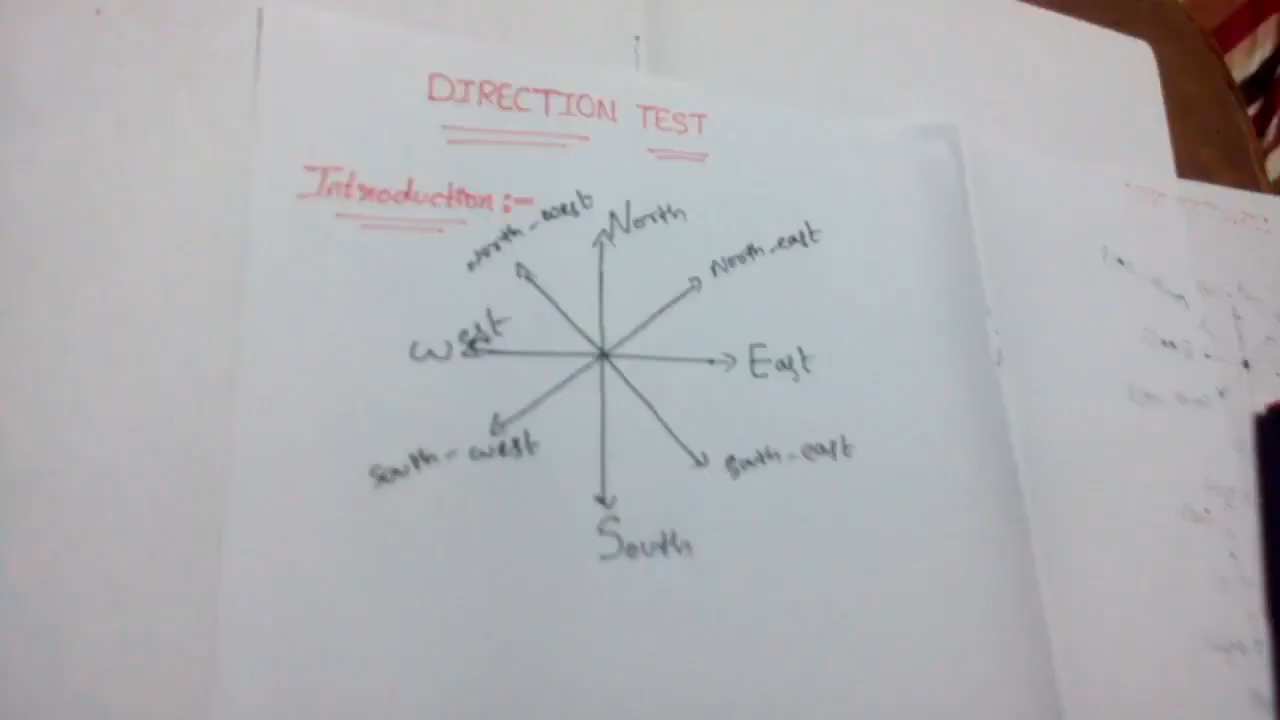 DIRECTION TEST
Introduction :-
North-west
North
North-east
West
East
South-west
South-east
South